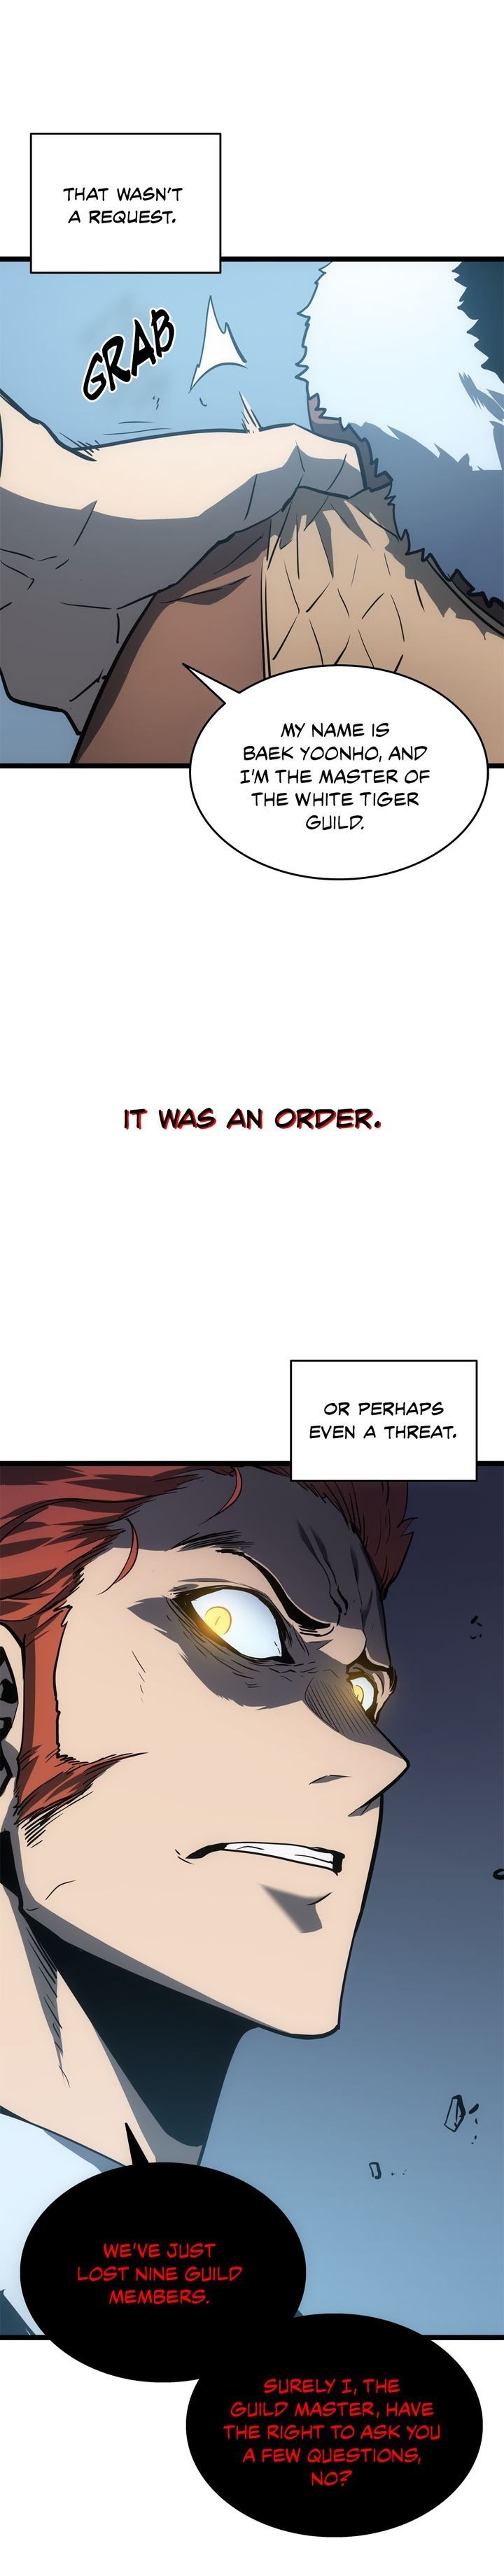 THAT WASN'T
A REQUEST.
GRAB
MY NAME IS
BAEK YOONHO, AND
I'M THE MASTER OF
THE WHITE TIGER
GUILD.
IT WAS AN ORDER.
OR PERHAPS
EVEN A THREAT.
WE'VE JUST
LOST NINE GUILD
MEMBERS.
SURELY I, THE
GUILD MASTER, HAVE
THE RIGHT TO ASK YOU
A FEW QUESTIONS,
NO?